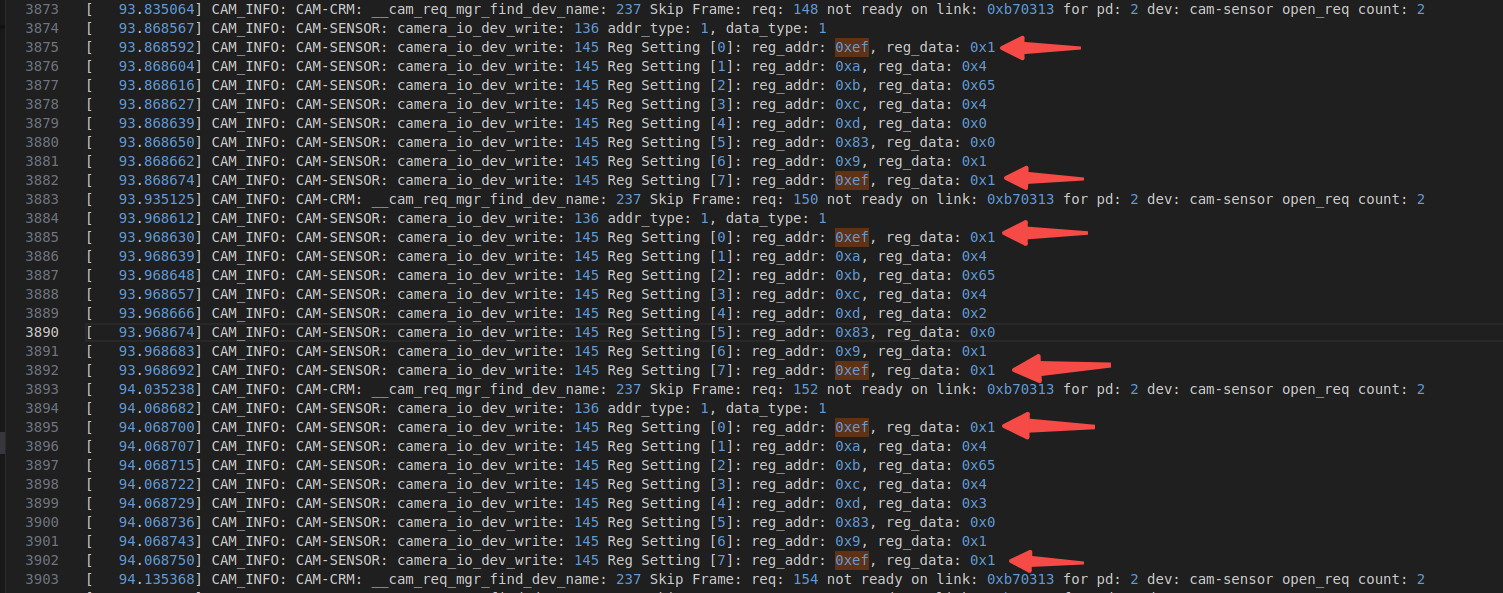 3873 [   93.835064] CAM_INFO: CAM-CRM: __cam_req_mgr_find_dev_name: 237 Skip Frame: req: 148 not ready on link: 0xb70313 for pd: 2 dev: cam-sensor open_req count: 2
3874 [   93.868567] CAM_INFO: CAM-SENSOR: camera_io_dev_write: 136 addr_type: 1, data_type: 1
3875 [   93.868592] CAM_INFO: CAM-SENSOR: camera_io_dev_write: 145 Reg Setting [0]: reg_addr: 0xef, reg_data: 0x1
3876 [   93.868604] CAM_INFO: CAM-SENSOR: camera_io_dev_write: 145 Reg Setting [1]: reg_addr: 0xa, reg_data: 0x4
3877 [   93.868616] CAM_INFO: CAM-SENSOR: camera_io_dev_write: 145 Reg Setting [2]: reg_addr: 0xb, reg_data: 0x65
3878 [   93.868627] CAM_INFO: CAM-SENSOR: camera_io_dev_write: 145 Reg Setting [3]: reg_addr: 0xc, reg_data: 0x4
3879 [   93.868639] CAM_INFO: CAM-SENSOR: camera_io_dev_write: 145 Reg Setting [4]: reg_addr: 0xd, reg_data: 0x0
3880 [   93.868650] CAM_INFO: CAM-SENSOR: camera_io_dev_write: 145 Reg Setting [5]: reg_addr: 0x83, reg_data: 0x0
3881 [   93.868662] CAM_INFO: CAM-SENSOR: camera_io_dev_write: 145 Reg Setting [6]: reg_addr: 0x9, reg_data: 0x1
3882 [   93.868674] CAM_INFO: CAM-SENSOR: camera_io_dev_write: 145 Reg Setting [7]: reg_addr: 0xef, reg_data: 0x1
3883 [   93.935125] CAM_INFO: CAM-CRM: __cam_req_mgr_find_dev_name: 237 Skip Frame: req: 150 not ready on link: 0xb70313 for pd: 2 dev: cam-sensor open_req count: 2
3884 [   93.968612] CAM_INFO: CAM-SENSOR: camera_io_dev_write: 136 addr_type: 1, data_type: 1
3885 [   93.968630] CAM_INFO: CAM-SENSOR: camera_io_dev_write: 145 Reg Setting [0]: reg_addr: 0xef, reg_data: 0x1
3886 [   93.968639] CAM_INFO: CAM-SENSOR: camera_io_dev_write: 145 Reg Setting [1]: reg_addr: 0xa, reg_data: 0x4
3887 [   93.968648] CAM_INFO: CAM-SENSOR: camera_io_dev_write: 145 Reg Setting [2]: reg_addr: 0xb, reg_data: 0x65
3888 [   93.968657] CAM_INFO: CAM-SENSOR: camera_io_dev_write: 145 Reg Setting [3]: reg_addr: 0xc, reg_data: 0x4
3889 [   93.968666] CAM_INFO: CAM-SENSOR: camera_io_dev_write: 145 Reg Setting [4]: reg_addr: 0xd, reg_data: 0x2
3890 [   93.968674] CAM_INFO: CAM-SENSOR: camera_io_dev_write: 145 Reg Setting [5]: reg_addr: 0x83, reg_data: 0x0
3891 [   93.968683] CAM_INFO: CAM-SENSOR: camera_io_dev_write: 145 Reg Setting [6]: reg_addr: 0x9, reg_data: 0x1
3892 [   93.968692] CAM_INFO: CAM-SENSOR: camera_io_dev_write: 145 Reg Setting [7]: reg_addr: 0xef, reg_data: 0x1
3893 [   94.035238] CAM_INFO: CAM-CRM: __cam_req_mgr_find_dev_name: 237 Skip Frame: req: 152 not ready on link: 0xb70313 for pd: 2 dev: cam-sensor open_req count: 2
3894 [   94.068682] CAM_INFO: CAM-SENSOR: camera_io_dev_write: 136 addr_type: 1, data_type: 1
3895 [   94.068700] CAM_INFO: CAM-SENSOR: camera_io_dev_write: 145 Reg Setting [0]: reg_addr: 0xef, reg_data: 0x1
3896 [   94.068707] CAM_INFO: CAM-SENSOR: camera_io_dev_write: 145 Reg Setting [1]: reg_addr: 0xa, reg_data: 0x4
3897 [   94.068715] CAM_INFO: CAM-SENSOR: camera_io_dev_write: 145 Reg Setting [2]: reg_addr: 0xb, reg_data: 0x65
3898 [   94.068722] CAM_INFO: CAM-SENSOR: camera_io_dev_write: 145 Reg Setting [3]: reg_addr: 0xc, reg_data: 0x4
3899 [   94.068729] CAM_INFO: CAM-SENSOR: camera_io_dev_write: 145 Reg Setting [4]: reg_addr: 0xd, reg_data: 0x3
3900 [   94.068736] CAM_INFO: CAM-SENSOR: camera_io_dev_write: 145 Reg Setting [5]: reg_addr: 0x83, reg_data: 0x0
3901 [   94.068743] CAM_INFO: CAM-SENSOR: camera_io_dev_write: 145 Reg Setting [6]: reg_addr: 0x9, reg_data: 0x1
3902 [   94.068750] CAM_INFO: CAM-SENSOR: camera_io_dev_write: 145 Reg Setting [7]: reg_addr: 0xef, reg_data: 0x1
3903 [   94.135368] CAM_INFO: CAM-CRM: __cam_req_mgr_find_dev_name: 237 Skip Frame: req: 154 not ready on link: 0xb70313 for pd: 2 dev: cam-sensor open_req count: 2